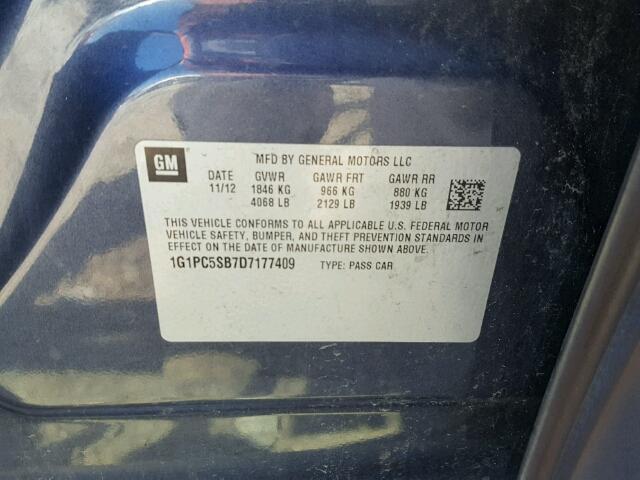 GM
MFD BY GENERAL MOTORS LLC
DATE GVWR GAWR FRT GAWR RR
11/12 1846 KG 966 KG 880 KG
4068 LB 2129 LB 1939 LB
THIS VEHICLE CONFORMS TO ALL APPLICABLE U.S. FEDERAL MOTOR
VEHICLE SAFETY, BUMPER, AND THEFT PREVENTION STANDARDS IN
EFFECT ON THE DATE OF MANUFACTURE SHOWN ABOVE.
1G1PC5SB7D7177409 TYPE: PASS CAR